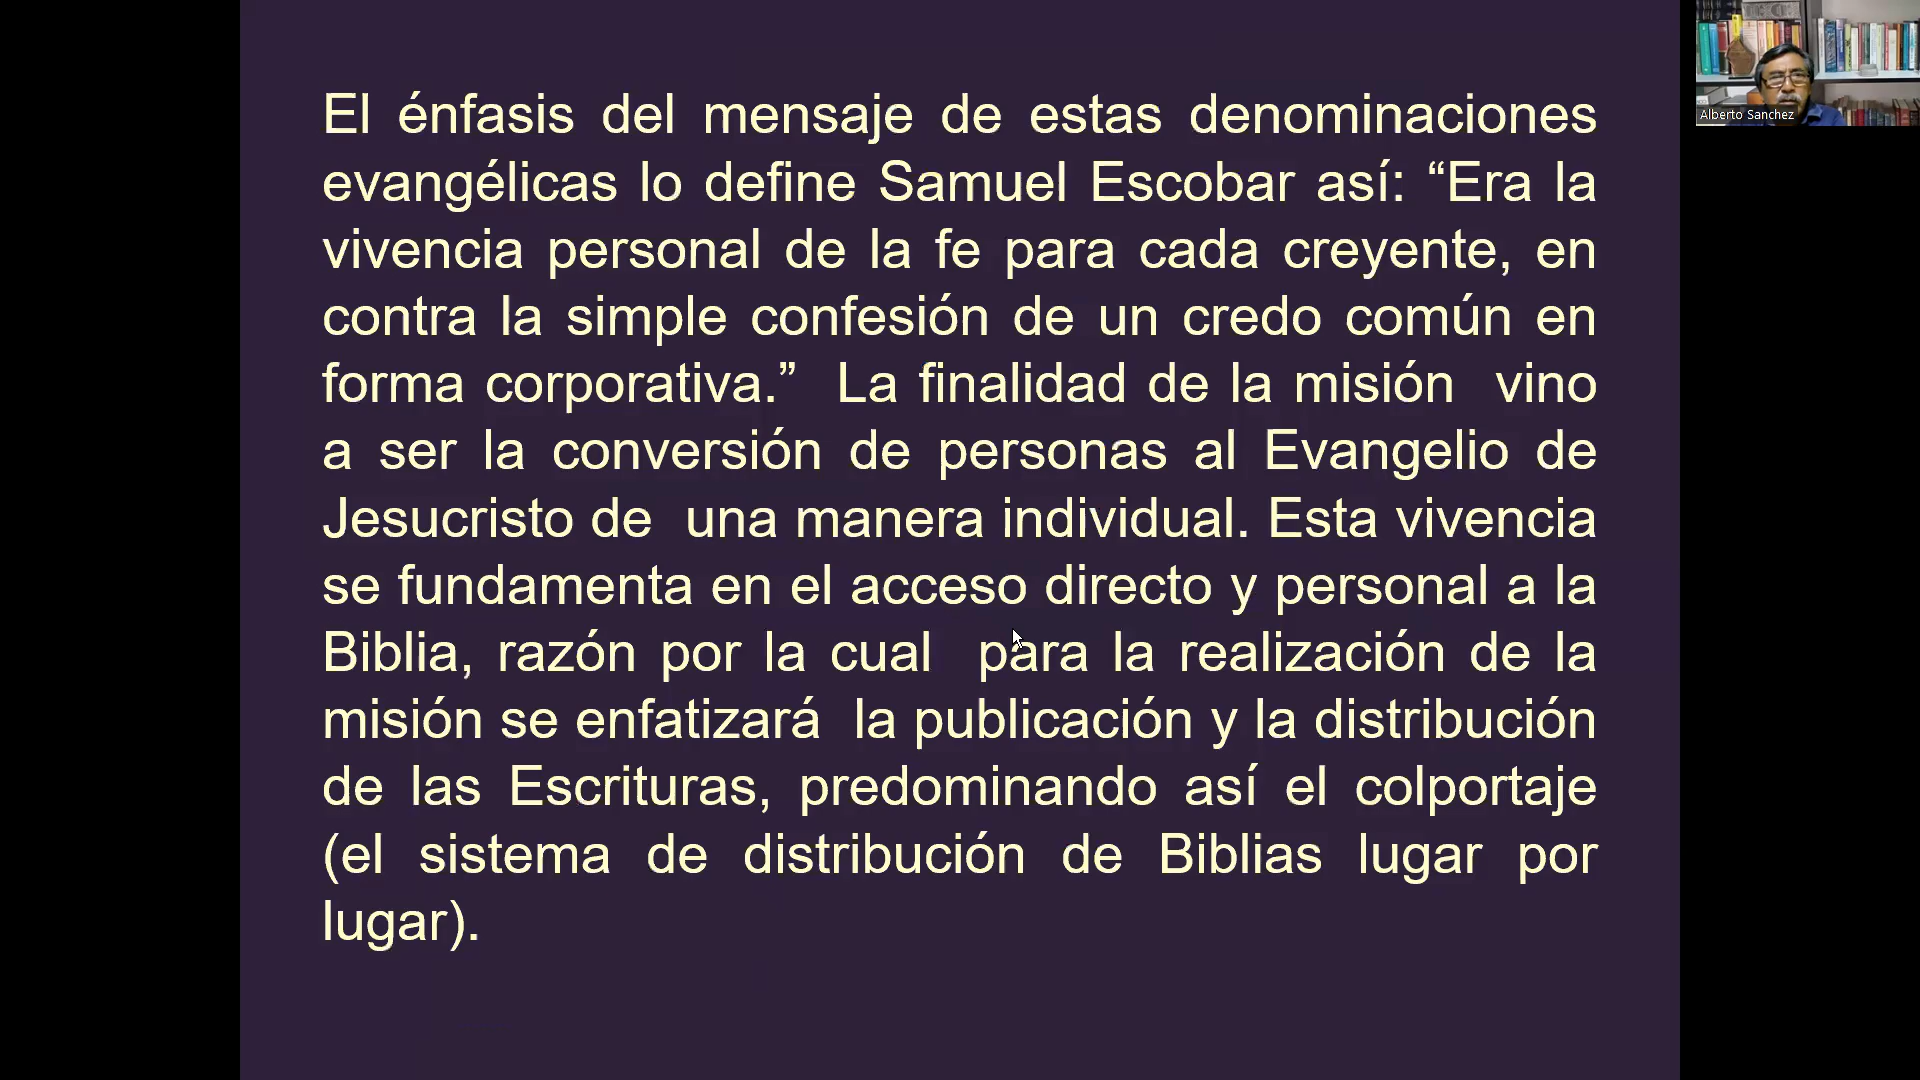 El énfasis del mensaje de estas denominaciones
evangélicas lo define Samuel Escobar así: “Era la
vivencia personal de la fe para cada creyente, en
contra la simple confesión de un credo común en
forma corporativa.” La finalidad de la misión vino
a ser la conversión de personas al Evangelio de
Jesucristo de una manera individual. Esta vivencia
se fundamenta en el acceso directo y personal a la
Biblia, razón por la cual para la realización de la
misión se enfatizará la publicación y la distribución
de las Escrituras, predominando así el colportaje
(el sistema de distribución de Biblias lugar por
lugar).
Alberto Sanchez